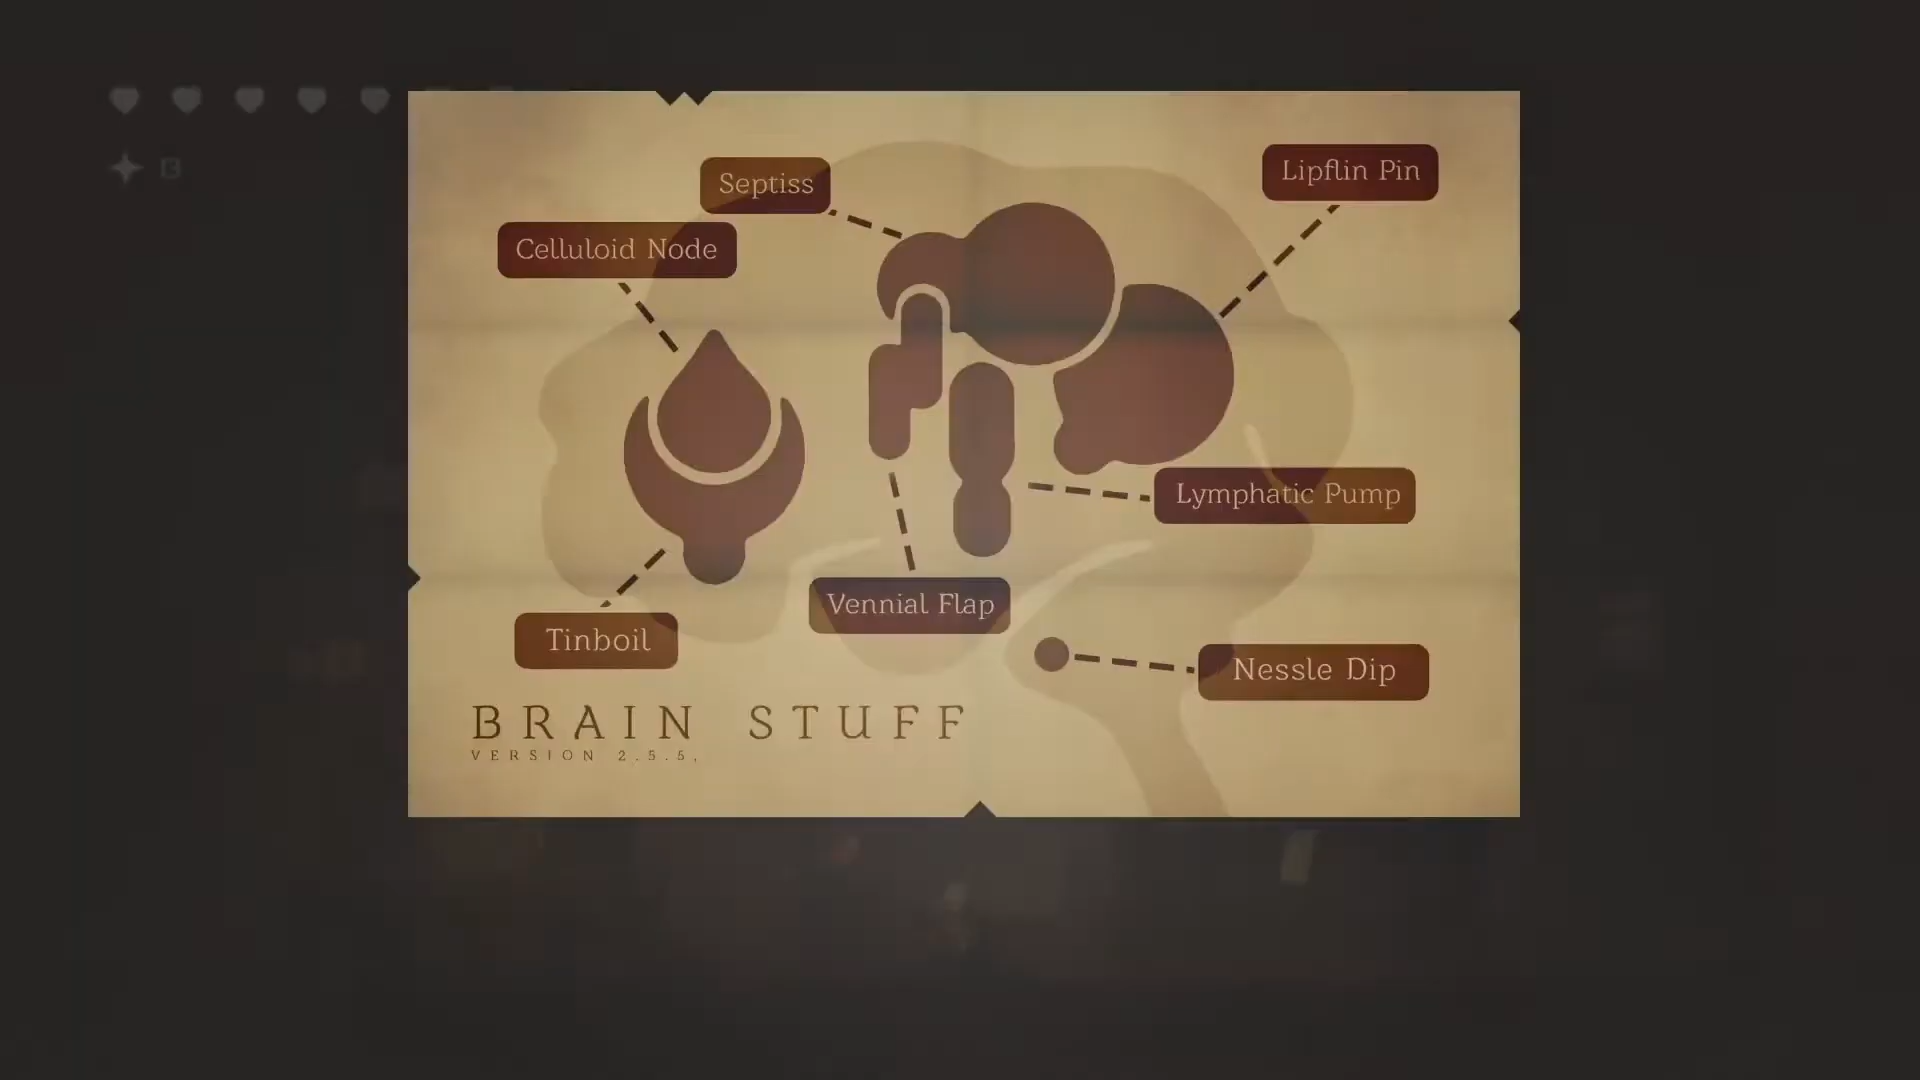 Septiss
Lipflin Pin
Celluloid Node
Lymphatic Pump
Vennial Flap
Tinboil
Nessle Dip
BRAIN STUFF
VERSION 2.5.5,